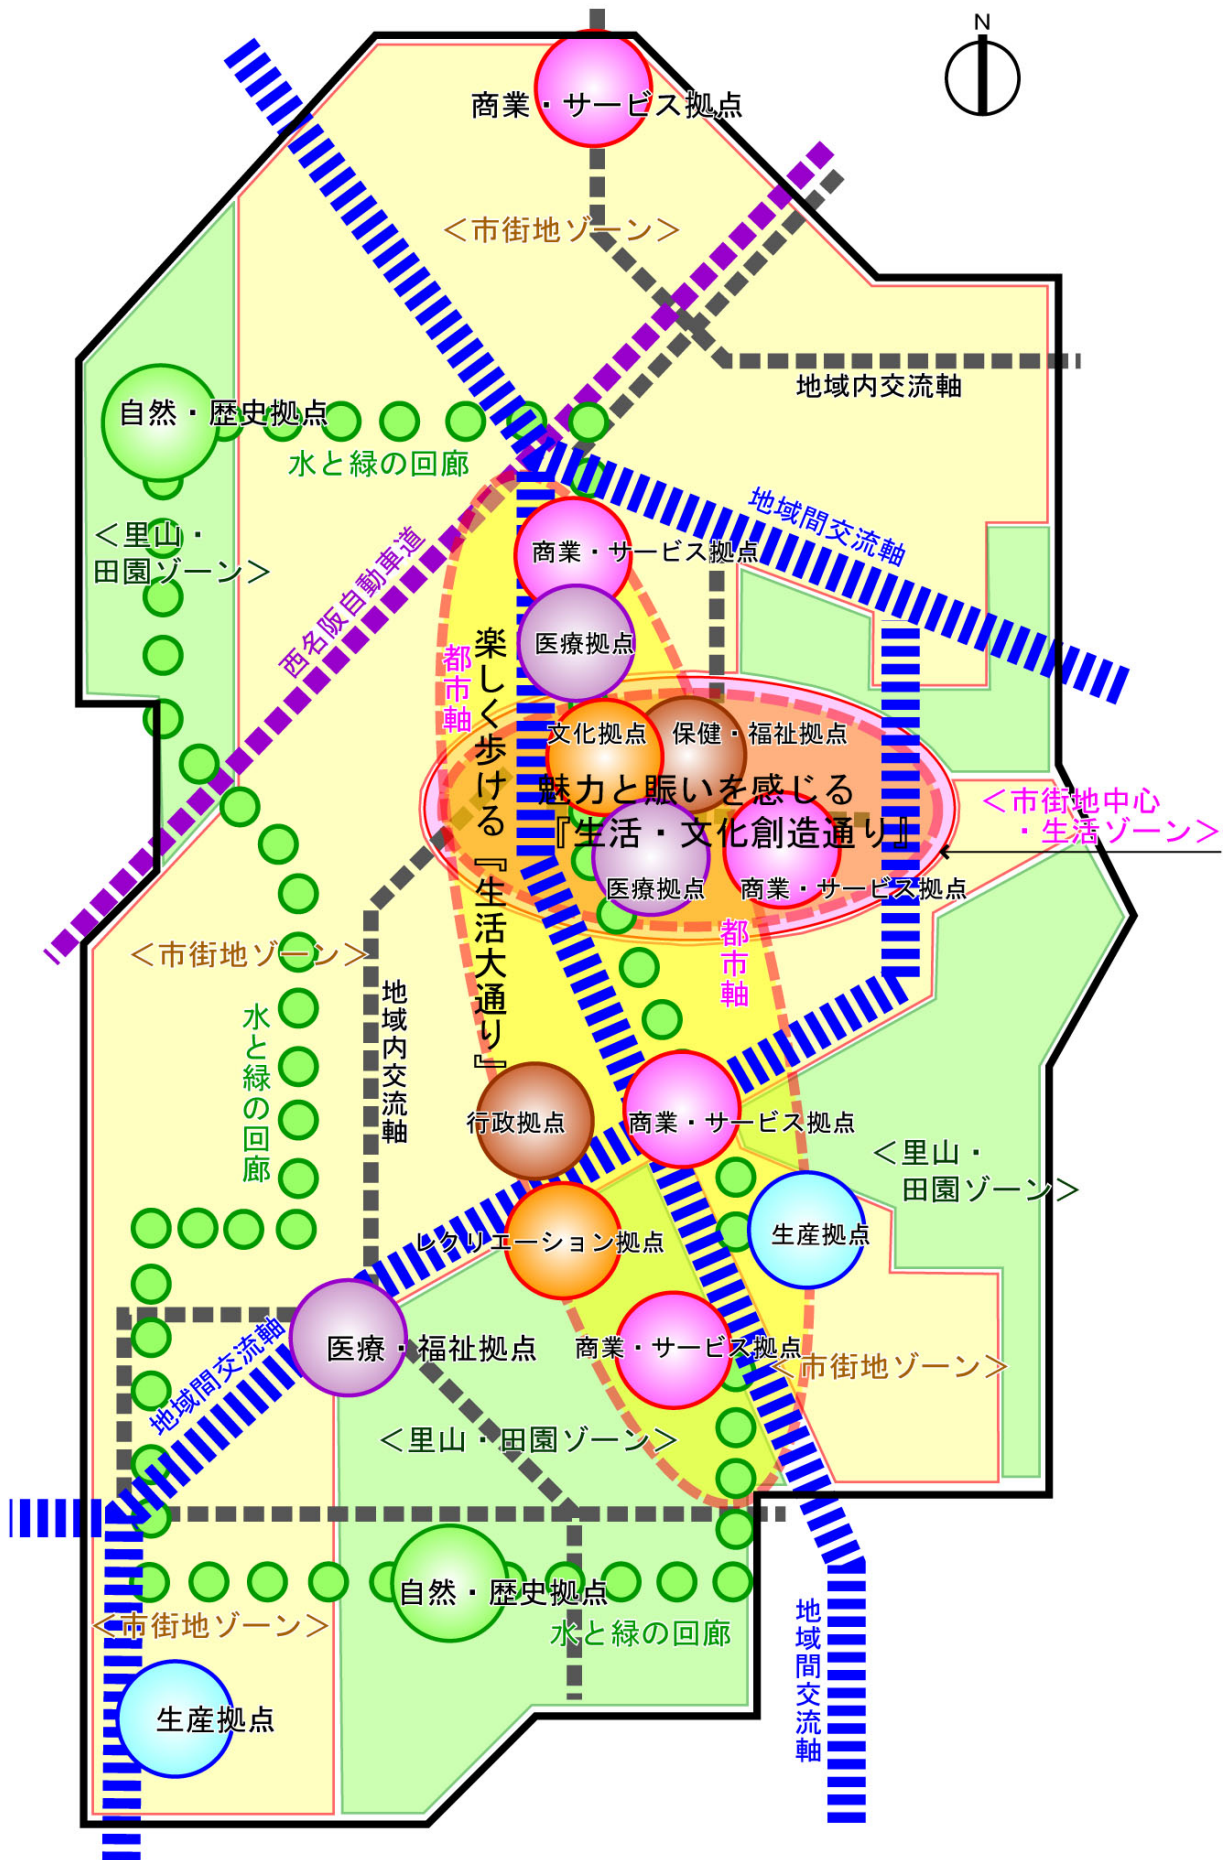 N
商業・サービス拠点
＜市街地ゾーン＞
地域内交流軸
自然・歴史拠点
水と緑の回廊
地域間交流軸
＜里山・
田園ゾーン＞
西名阪自動車道
商業・サービス拠点
医療拠点
都市軸
楽しく歩ける『生活大通り』
文化拠点
保健・福祉拠点
魅力と賑いを感じる
『生活・文化創造通り』
＜市街地中心
・生活ゾーン＞
医療拠点
商業・サービス拠点
都市軸
＜市街地ゾーン＞
地域内交流軸
水と緑の回廊
行政拠点
商業・サービス拠点
＜里山・
田園ゾーン＞
レクリエーション拠点
生産拠点
地域間交流軸
医療・福祉拠点
商業・サービス拠点
＜市街地ゾーン＞
＜里山・田園ゾーン＞
自然・歴史拠点
＜市街地ゾーン＞
水と緑の回廊
地域間交流軸
生産拠点